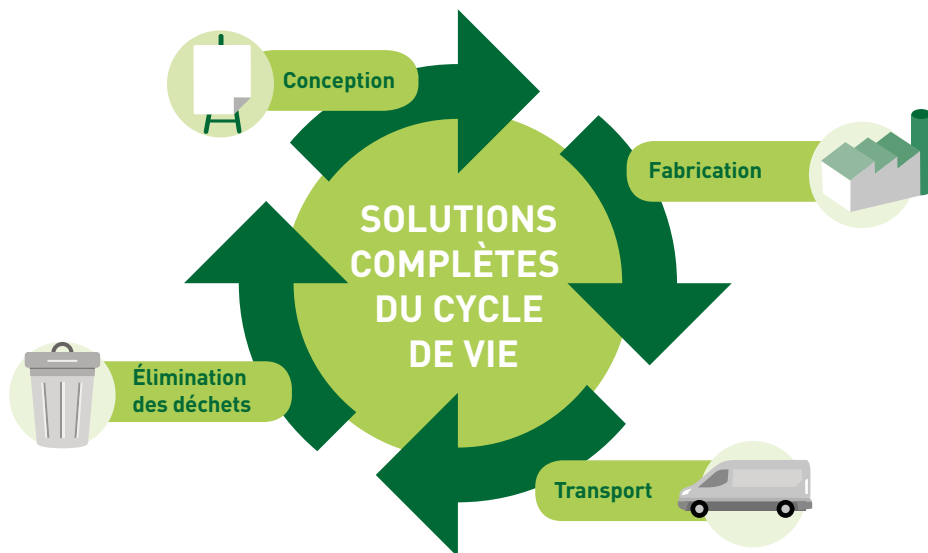 Conception
Fabrication
SOLUTIONS
COMPLÈTES
DU CYCLE
DE VIE
Élimination
des déchets
Transport